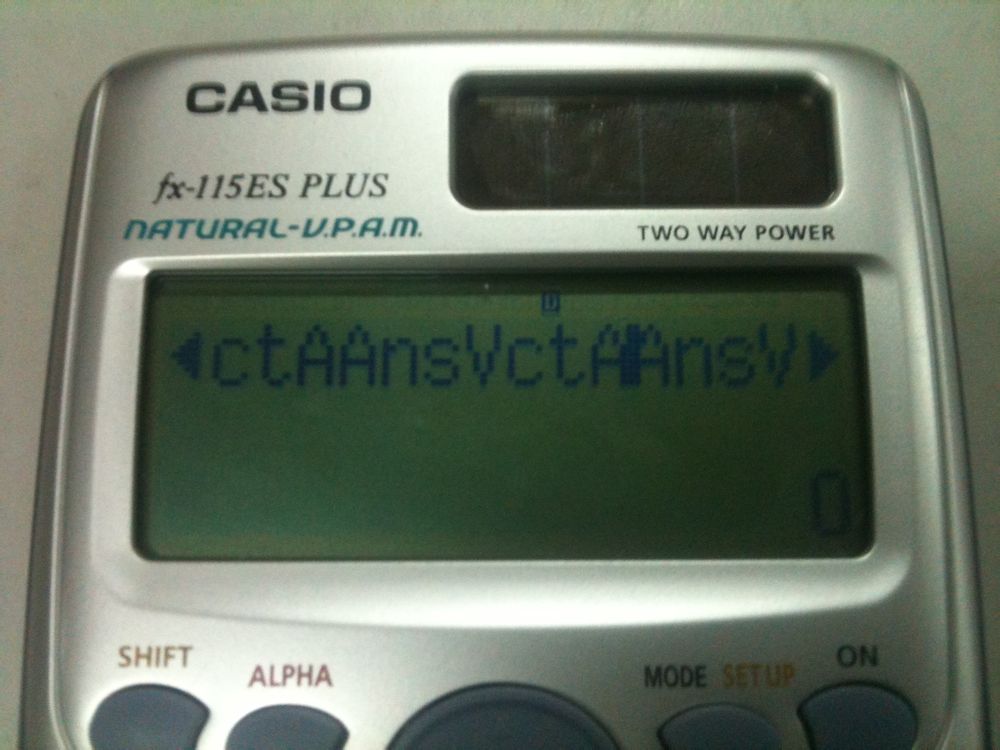 CASIO
fx-115ES PLUS
NATURAL-V.P.A.M.
TWO WAY POWER
D
◀ctAAnsVctAAnsV▶
0
SHIFT
ALPHA
MODE SETUP
ON